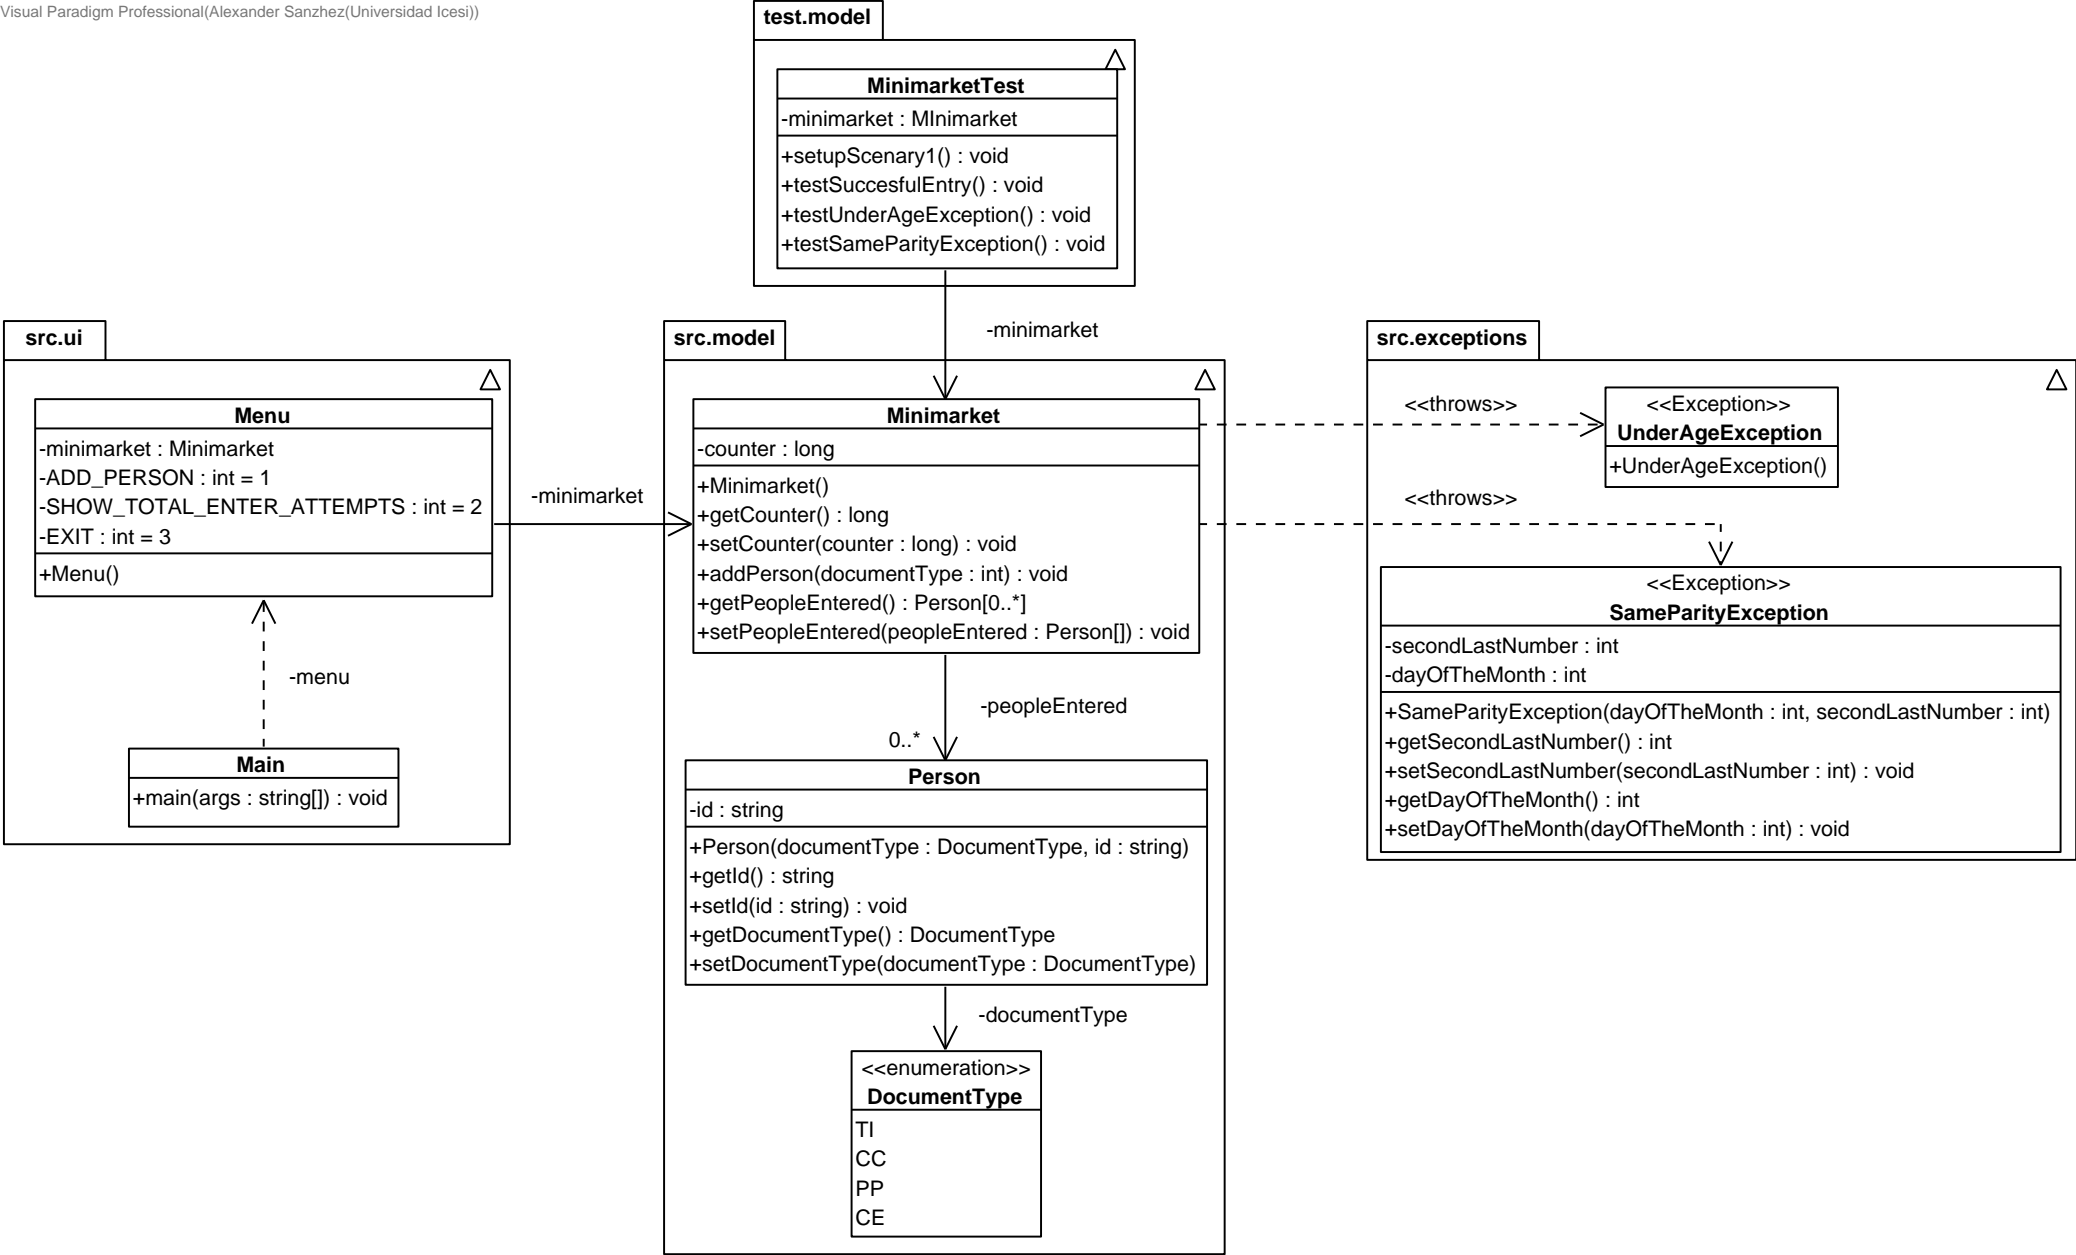 Visual Paradigm Professional(Alexander Sanzhez(Universidad Icesi))
test.model
MinimarketTest
-minimarket : MInimarket
+setupScenary1() : void
+testSuccesfulEntry() : void
+testUnderAgeException() : void
+testSameParityException() : void
-minimarket
src.ui
Menu
-minimarket : Minimarket
-ADD_PERSON : int = 1
-SHOW_TOTAL_ENTER_ATTEMPTS : int = 2
-EXIT : int = 3
+Menu()
-menu
Main
+main(args : string[]) : void
-minimarket
src.model
Minimarket
-counter : long
+Minimarket()
+getCounter() : long
+setCounter(counter : long) : void
+addPerson(documentType : int) : void
+getPeopleEntered() : Person[0..*]
+setPeopleEntered(peopleEntered : Person[]) : void
-peopleEntered
0..*
Person
-id : string
+Person(documentType : DocumentType, id : string)
+getId() : string
+setId(id : string) : void
+getDocumentType() : DocumentType
+setDocumentType(documentType : DocumentType)
-documentType
<<enumeration>>
DocumentType
TI
CC
PP
CE
src.exceptions
<<throws>>
<<Exception>>
UnderAgeException
+UnderAgeException()
<<throws>>
<<Exception>>
SameParityException
-secondLastNumber : int
-dayOfTheMonth : int
+SameParityException(dayOfTheMonth : int, secondLastNumber : int)
+getSecondLastNumber() : int
+setSecondLastNumber(secondLastNumber : int) : void
+getDayOfTheMonth() : int
+setDayOfTheMonth(dayOfTheMonth : int) : void